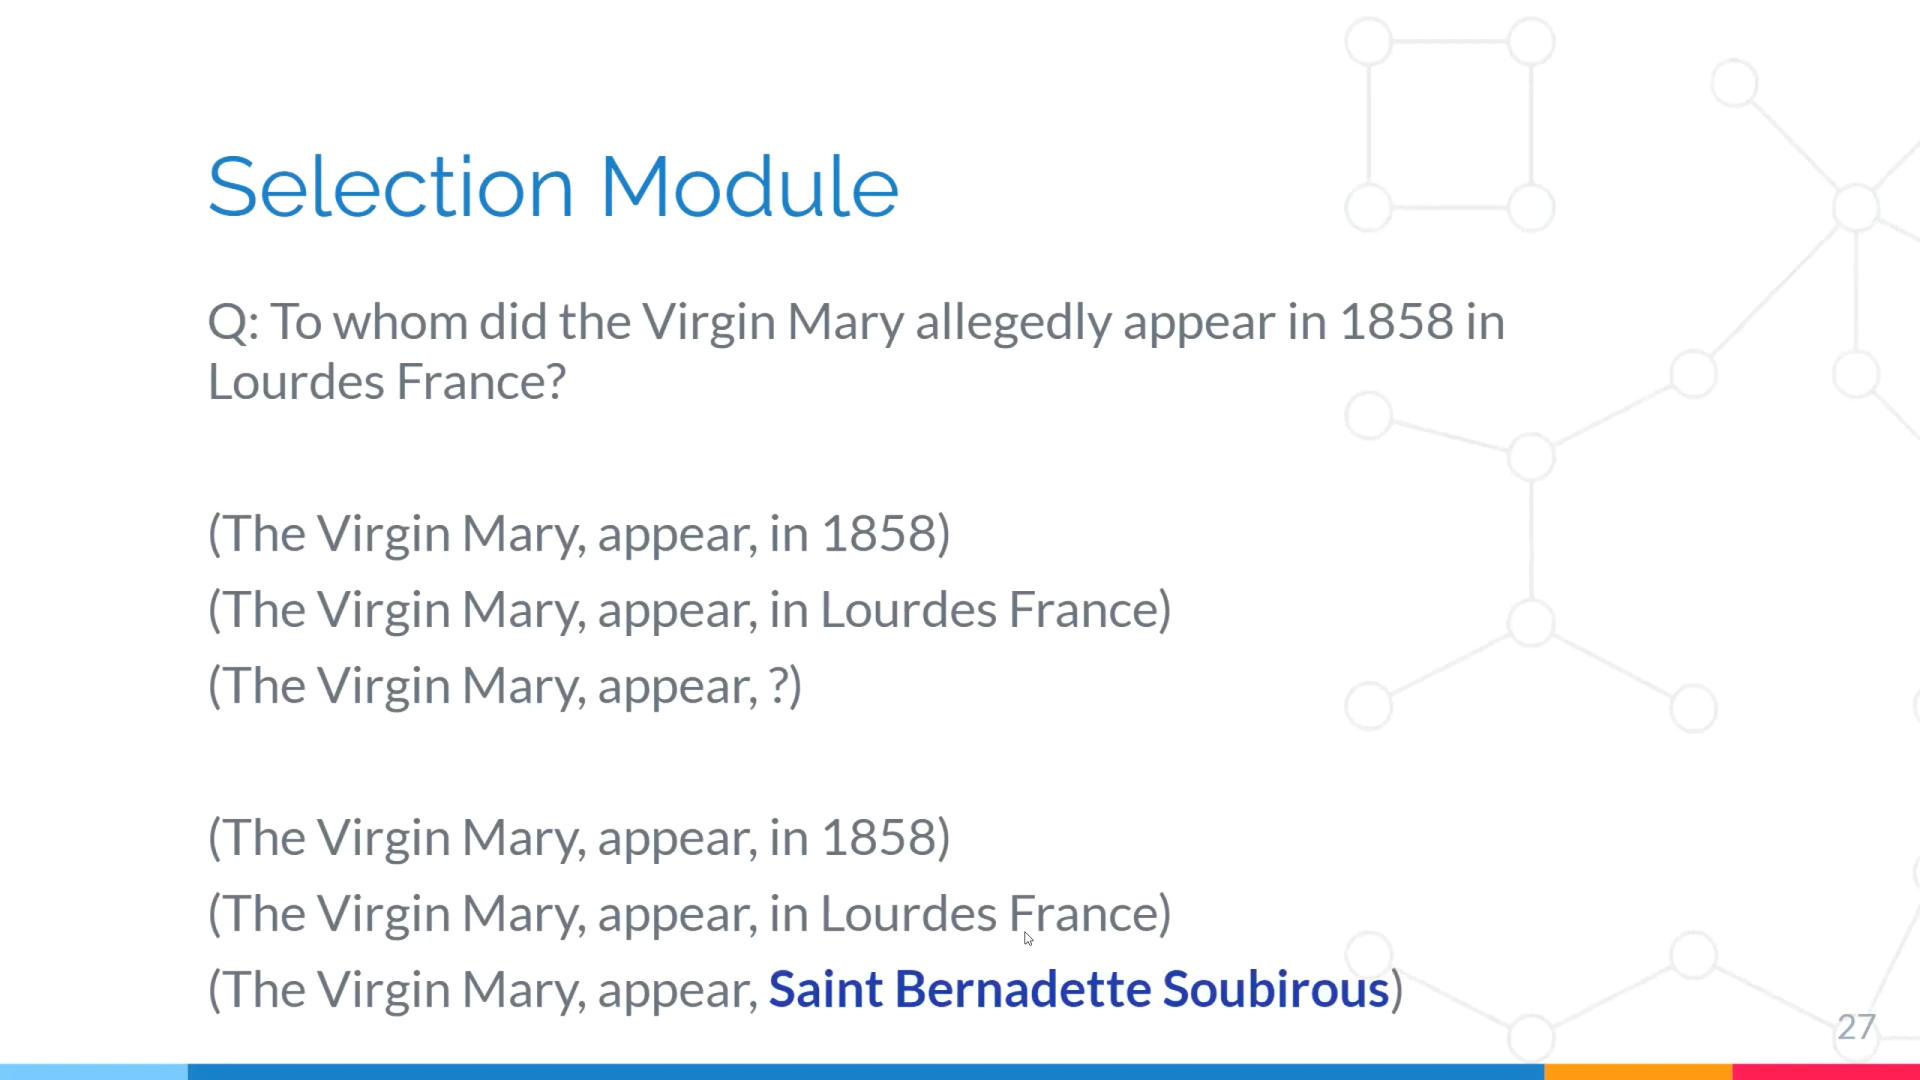 Selection Module
Q: To whom did the Virgin Mary allegedly appear in 1858 in
Lourdes France?
(The Virgin Mary, appear, in 1858)
(The Virgin Mary, appear, in Lourdes France)
(The Virgin Mary, appear, ?)
(The Virgin Mary, appear, in 1858)
(The Virgin Mary, appear, in Lourdes France)
(The Virgin Mary, appear, Saint Bernadette Soubirous)
27